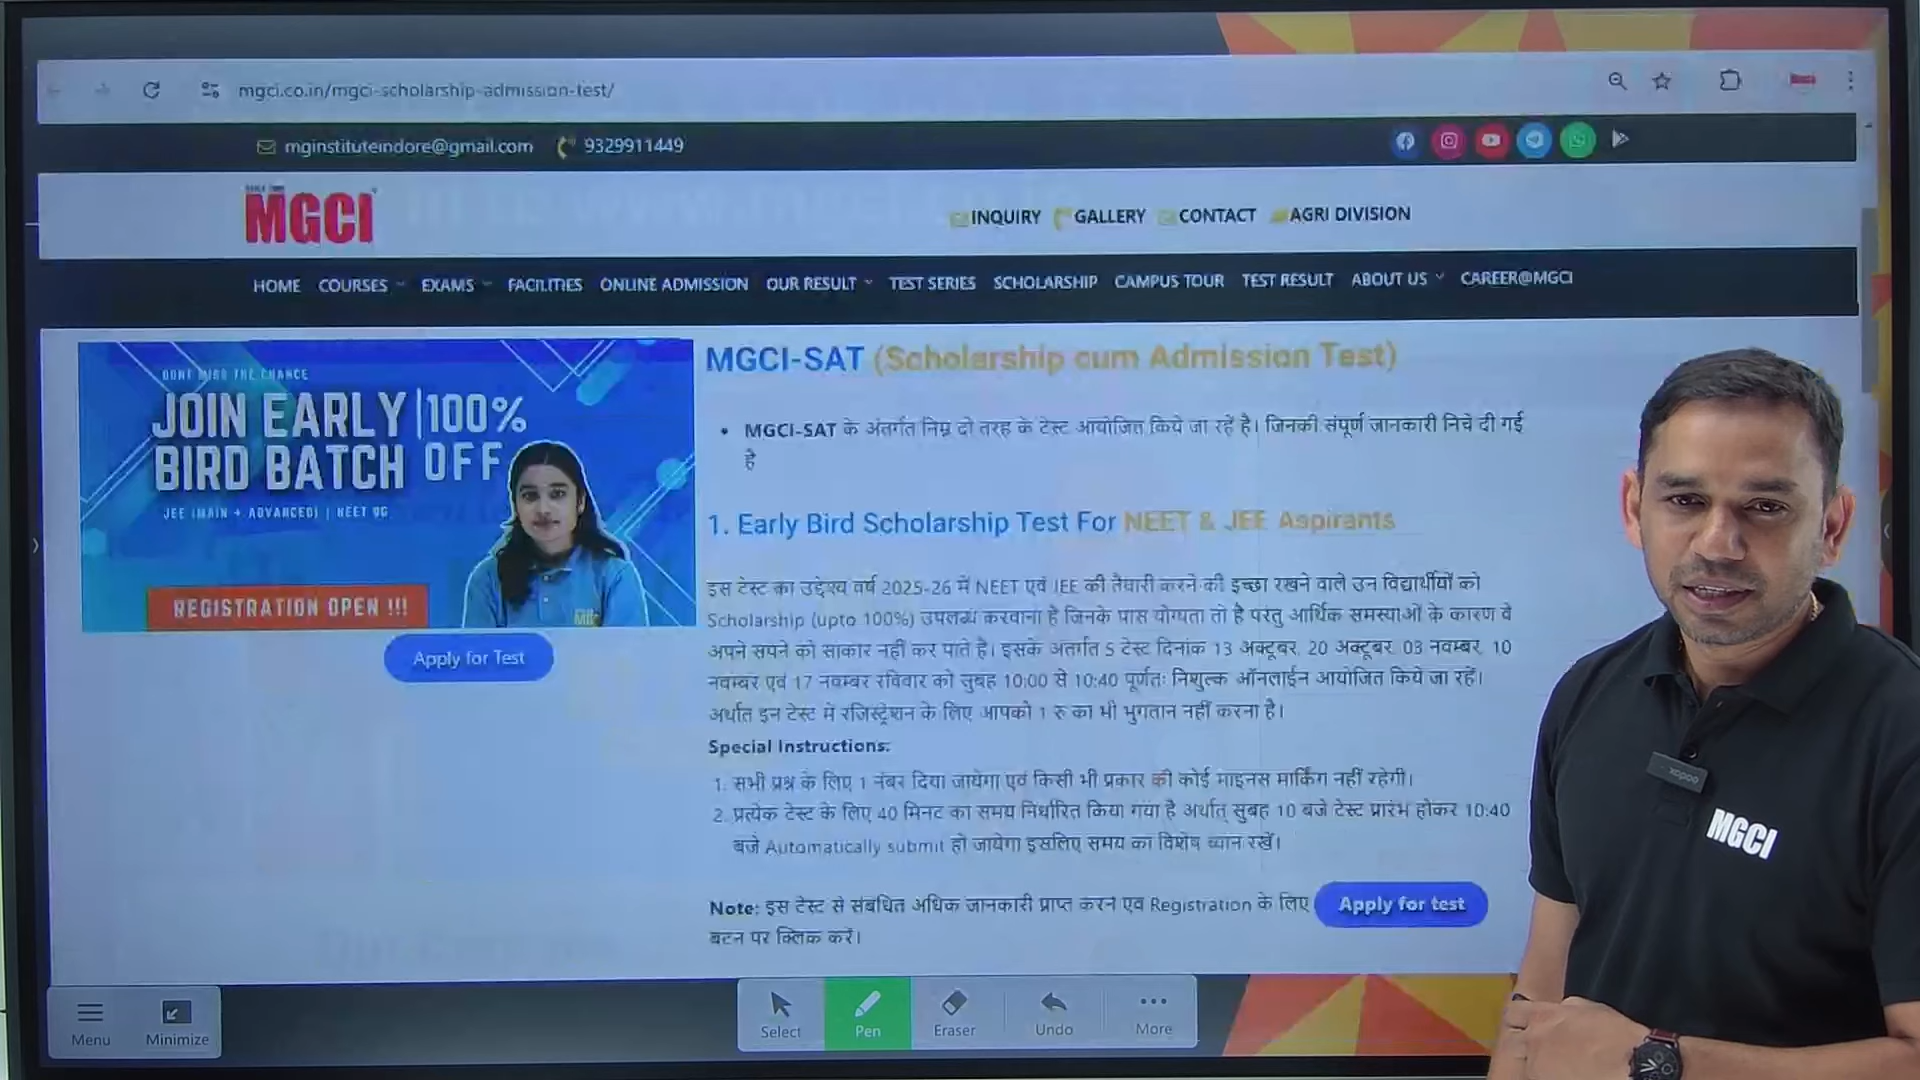 mgci.co.in/mgci-scholarship-admission-test/
mginstituteindore@gmail.com 9329911449
MGCI
INQUIRY GALLERY CONTACT AGRI DIVISION
HOME COURSES EXAMS FACILITIES ONLINE ADMISSION OUR RESULT TEST SERIES SCHOLARSHIP CAMPUS TOUR TEST RESULT ABOUT US CAREER@MGCI
DONT MISS THE CHANCE
JOIN EARLY 100%
BIRD BATCH OFF
JEE (MAIN + ADVANCED) | NEET UG
REGISTRATION OPEN !!!
Apply for Test
MGCI-SAT (Scholarship cum Admission Test)
• MGCI-SAT के अंतर्गत निम्न दो तरह के टेस्ट आयोजित किये जा रहें है। जिनकी संपूर्ण जानकारी निचे दी गई
है
1. Early Bird Scholarship Test For NEET & JEE Aspirants
इस टेस्ट का उद्देश्य वर्ष 2025-26 में NEET एवं JEE की तैयारी करने की इच्छा रखने वाले उन विद्यार्थीयों को
Scholarship (upto 100%) उपलब्ध करवाना है जिनके पास योग्यता तो है परंतु आर्थिक समस्याओं के कारण वे
अपने सपने को साकार नहीं कर पाते है। इसके अंतर्गत 5 टेस्ट दिनांक 13 अक्टूबर, 20 अक्टूबर, 03 नवम्बर, 10
नवम्बर एवं 17 नवम्बर रविवार को सुबह 10:00 से 10:40 पूर्णतः निशुल्क ऑनलाईन आयोजित किये जा रहें।
अर्थात इन टेस्ट में रजिस्ट्रेशन के लिए आपको 1 रु का भी भुगतान नहीं करना है।
Special Instructions:
1. सभी प्रश्न के लिए 1 नंबर दिया जायेगा एवं किसी भी प्रकार की कोई माइनस मार्किंग नहीं रहेगी।
2. प्रत्येक टेस्ट के लिए 40 मिनट का समय निर्धारित किया गया है अर्थात् सुबह 10 बजे टेस्ट प्रारंभ होकर 10:40
बजे Automatically submit हो जायेगा इसलिए समय का विशेष ध्यान रखें।
Note: इस टेस्ट से संबंधित अधिक जानकारी प्राप्त करने एवं Registration के लिए Apply for test
बटन पर क्लिक करें।
MGCI
Menu Minimize Select Pen Eraser Undo More